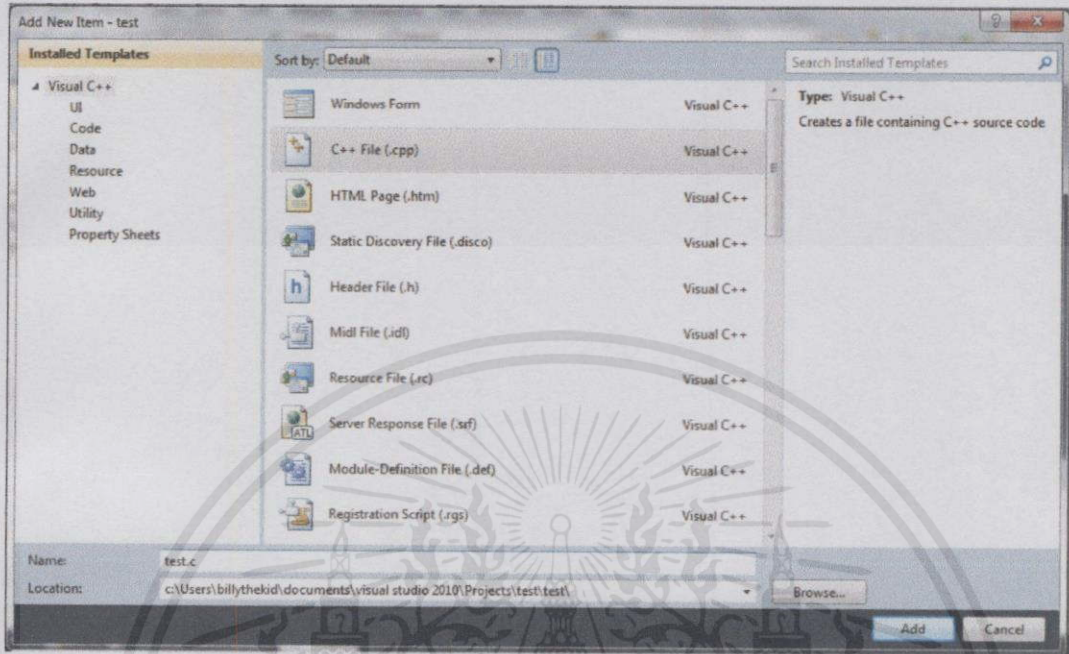 Add New Item - test
Installed Templates
Visual C++
UI
Code
Data
Resource
Web
Utility
Property Sheets
Sort by: Default
Windows Form Visual C++
C++ File (.cpp) Visual C++
HTML Page (.htm) Visual C++
Static Discovery File (.disco) Visual C++
Header File (.h) Visual C++
Midl File (.idl) Visual C++
Resource File (.rc) Visual C++
Server Response File (.srf) Visual C++
Module-Definition File (.def) Visual C++
Registration Script (.rgs) Visual C++
Search Installed Templates
Type: Visual C++
Creates a file containing C++ source code
Name: test.c
Location: c:\Users\billythekid\documents\visual studio 2010\Projects\test\test\
Browse...
Add Cancel